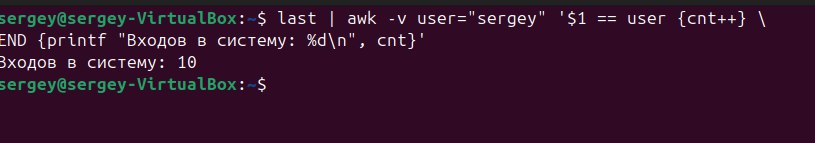 sergey@sergey-VirtualBox:~$ last | awk -v user="sergey" '$1 == user {cnt++} \
END {printf "Входов в систему: %d\n", cnt}'
Входов в систему: 10
sergey@sergey-VirtualBox:~$